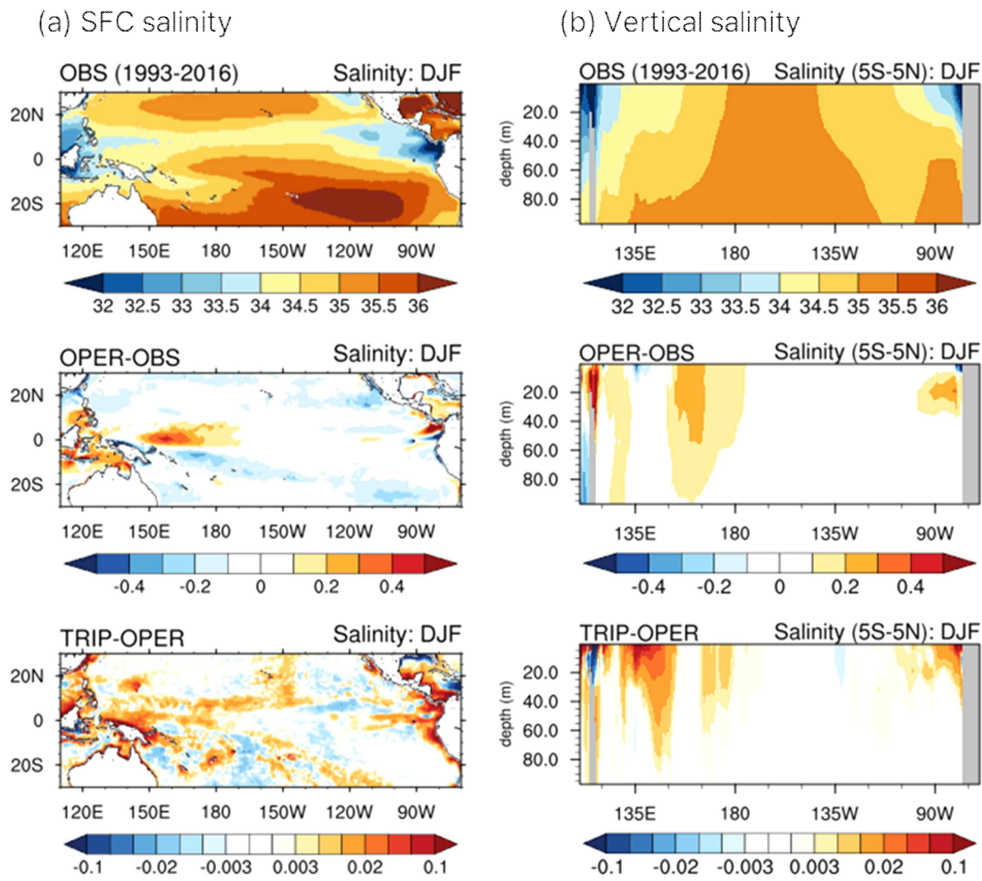 (a) SFC salinity
(b) Vertical salinity
OBS (1993-2016) Salinity: DJF
20N
0
20S
120E 150E 180 150W 120W 90W
32 32.5 33 33.5 34 34.5 35 35.5 36
OBS (1993-2016) Salinity (5S-5N): DJF
depth (m)
20.0
40.0
60.0
80.0
135E 180 135W 90W
32 32.5 33 33.5 34 34.5 35 35.5 36
OPER-OBS Salinity: DJF
20N
0
20S
120E 150E 180 150W 120W 90W
-0.4 -0.2 0 0.2 0.4
OPER-OBS Salinity (5S-5N): DJF
depth (m)
20.0
40.0
60.0
80.0
135E 180 135W 90W
-0.4 -0.2 0 0.2 0.4
TRIP-OPER Salinity: DJF
20N
0
20S
120E 150E 180 150W 120W 90W
-0.1 -0.02 -0.003 0.003 0.02 0.1
TRIP-OPER Salinity (5S-5N): DJF
depth (m)
20.0
40.0
60.0
80.0
135E 180 135W 90W
-0.1 -0.02 -0.003 0.003 0.02 0.1